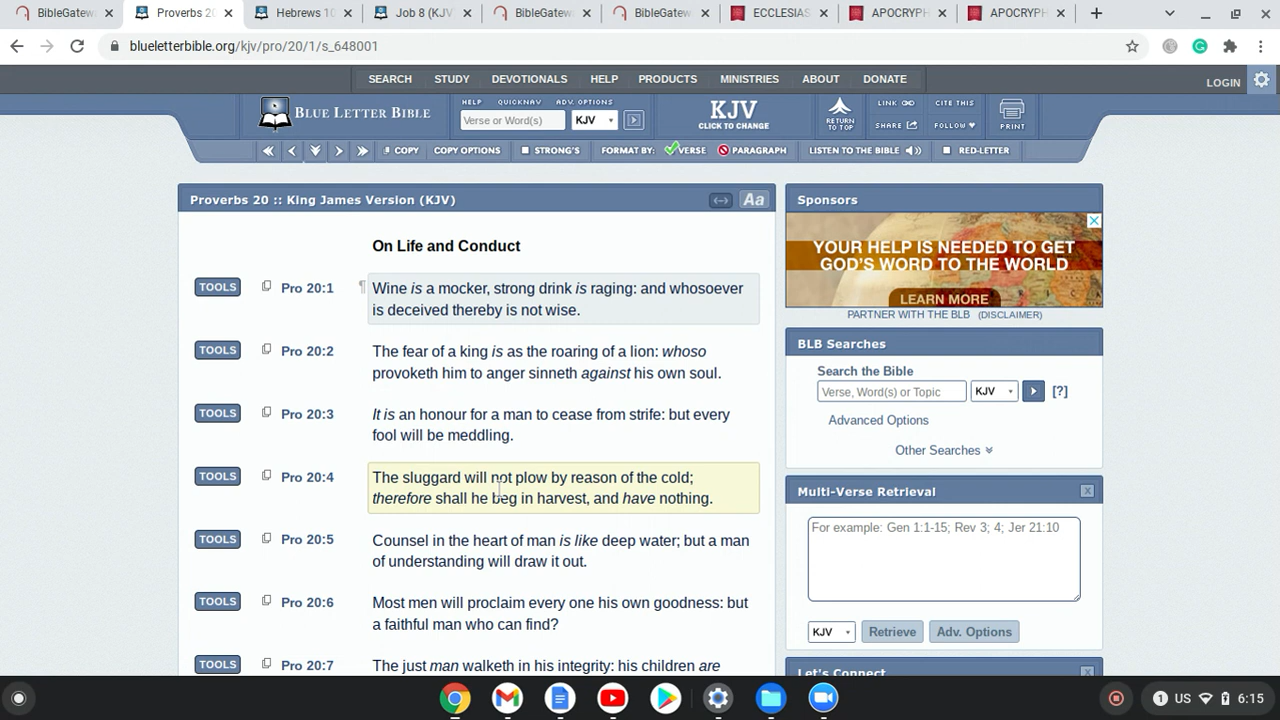 BibleGatew
Proverbs 20
Hebrews 10
Job 8 (KJV
BibleGatew
BibleGatew
ECCLESIAS
APOCRYPH
APOCRYPH
blueletterbible.org/kjv/pro/20/1/s_648001
SEARCH STUDY DEVOTIONALS HELP PRODUCTS MINISTRIES ABOUT DONATE
LOGIN
BLUE LETTER BIBLE
HELP QUICKNAV ADV. OPTIONS
Verse or Word(s) KJV
KJV
CLICK TO CHANGE
RETURN
TO TOP
LINK CITE THIS
SHARE FOLLOW
PRINT
COPY COPY OPTIONS STRONG'S FORMAT BY: VERSE PARAGRAPH LISTEN TO THE BIBLE RED-LETTER
Proverbs 20 :: King James Version (KJV)
Aa
On Life and Conduct
TOOLS Pro 20:1 ¶ Wine is a mocker, strong drink is raging: and whosoever
is deceived thereby is not wise.
TOOLS Pro 20:2 The fear of a king is as the roaring of a lion: whoso
provoketh him to anger sinneth against his own soul.
TOOLS Pro 20:3 It is an honour for a man to cease from strife: but every
fool will be meddling.
TOOLS Pro 20:4 The sluggard will not plow by reason of the cold;
therefore shall he beg in harvest, and have nothing.
TOOLS Pro 20:5 Counsel in the heart of man is like deep water; but a man
of understanding will draw it out.
TOOLS Pro 20:6 Most men will proclaim every one his own goodness: but
a faithful man who can find?
TOOLS Pro 20:7 The just man walketh in his integrity: his children are
Sponsors
YOUR HELP IS NEEDED TO GET
GOD'S WORD TO THE WORLD
LEARN MORE
PARTNER WITH THE BLB (DISCLAIMER)
BLB Searches
Search the Bible
Verse, Word(s) or Topic KJV [?]
Advanced Options
Other Searches
Multi-Verse Retrieval
For example: Gen 1:1-15; Rev 3; 4; Jer 21:10
KJV Retrieve Adv. Options
Let's Connect
1 US 6:15